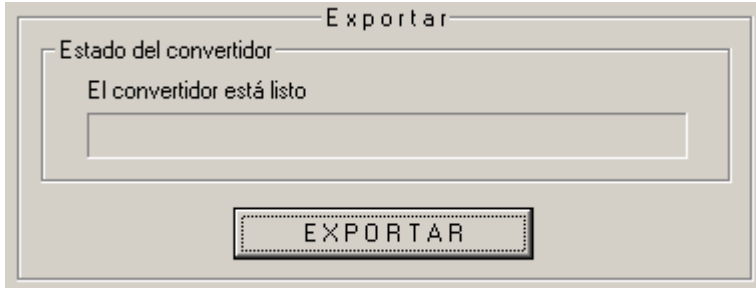 Exportar
Estado del convertidor
El convertidor está listo
EXPORTAR